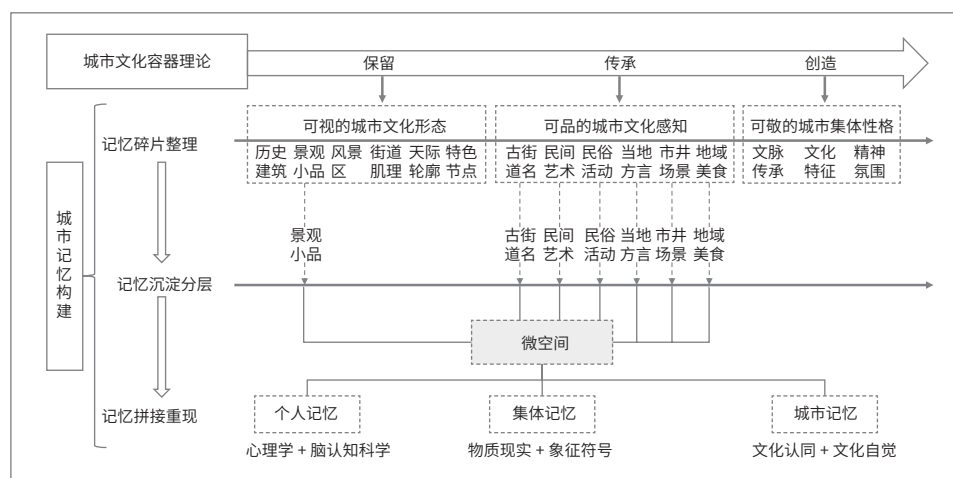 城市文化容器理论
保留 传承 创造
记忆碎片整理
可视的城市文化形态 可品的城市文化感知 可敬的城市集体性格
历史 景观 风景 街道 天际 特色 古街 民间 民俗 当地 市井 地域 文脉 文化 精神
建筑 小品 区 肌理 轮廓 节点 道名 艺术 活动 方言 场景 美食 传承 特征 氛围
城市记忆构建
景观 古街 民间 民俗 当地 市井 地域
小品 道名 艺术 活动 方言 场景 美食
记忆沉淀分层
微空间
记忆拼接重现
个人记忆 集体记忆 城市记忆
心理学+脑认知科学 物质现实+象征符号 文化认同+文化自觉